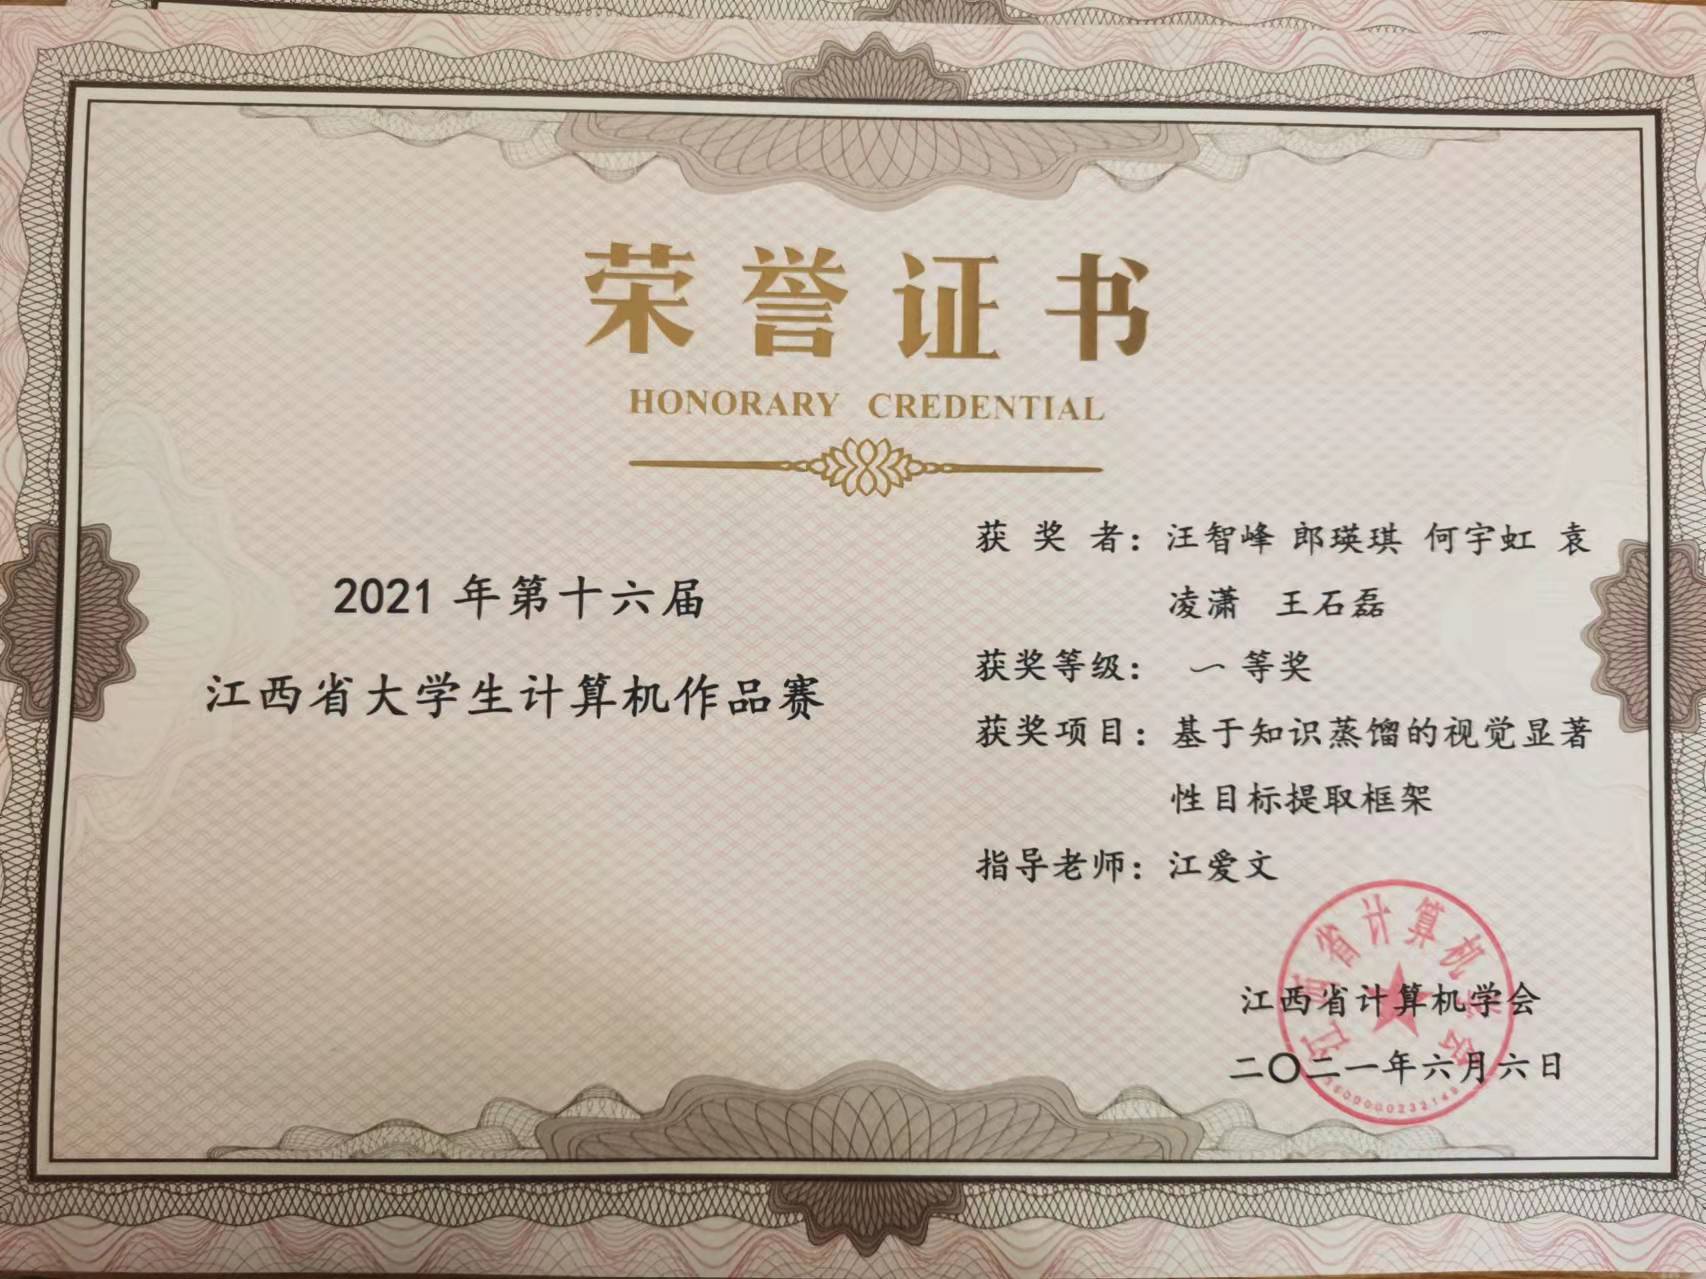 荣誉证书
HONORARY CREDENTIAL
2021 年第十六届
江西省大学生计算机作品赛
获 奖 者：汪智峰 郎瑛琪 何宇虹 袁
凌潇 王石磊
获奖等级： 一等奖
获奖项目：基于知识蒸馏的视觉显著
性目标提取框架
指导老师：江爱文
江西省计算机学会
二〇二一年六月六日
江西省计算机学会